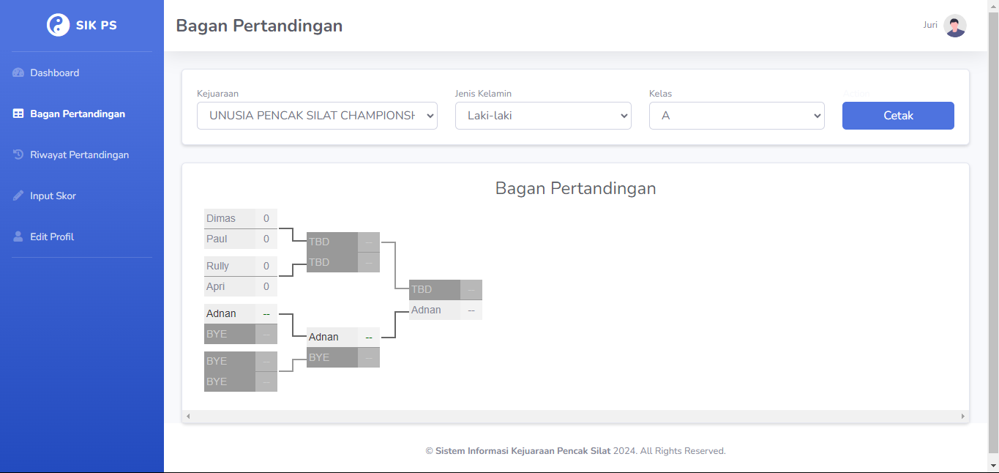 SIK PS
Dashboard
Bagan Pertandingan
Riwayat Pertandingan
Input Skor
Edit Profil
Bagan Pertandingan
Juri
Kejuaraan
UNUSIA PENCAK SILAT CHAMPIONSH
Jenis Kelamin
Laki-laki
Kelas
A
Cetak
Bagan Pertandingan
Dimas 0
Paul 0
Rully 0
Apri 0
Adnan --
BYE --
BYE --
BYE --
TBD --
TBD --
Adnan --
BYE --
TBD --
Adnan --
© Sistem Informasi Kejuaraan Pencak Silat 2024. All Rights Reserved.